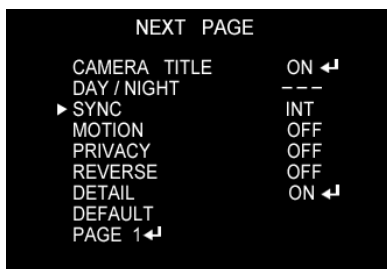 NEXT PAGE
CAMERA TITLE ON ↵
DAY / NIGHT ---
▶ SYNC INT
MOTION OFF
PRIVACY OFF
REVERSE OFF
DETAIL ON ↵
DEFAULT
PAGE 1↵